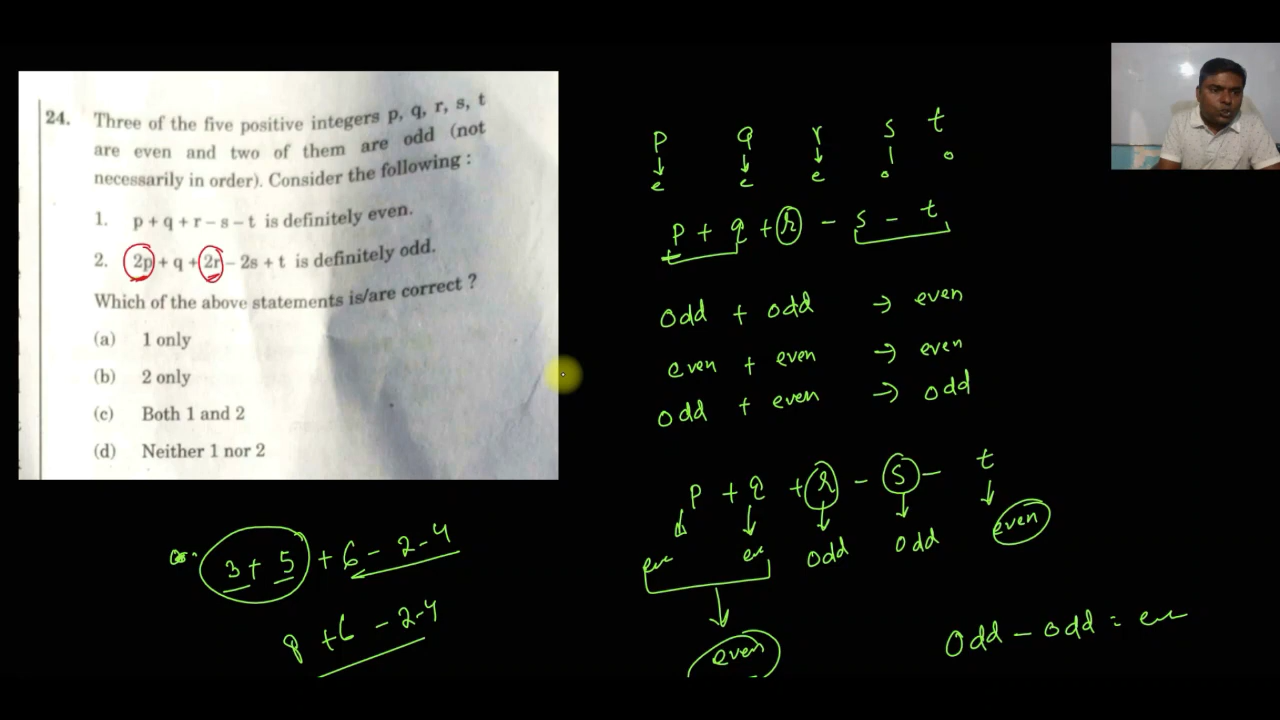 24. Three of the five positive integers p, q, r, s, t
are even and two of them are odd (not
necessarily in order). Consider the following :
1. p + q + r – s – t is definitely even.
2. 2p + q + 2r – 2s + t is definitely odd.
Which of the above statements is/are correct ?
(a) 1 only
(b) 2 only
(c) Both 1 and 2
(d) Neither 1 nor 2
3 + 5 + 6 - 2 - 4
8 + 6 - 2 - 4
p q r s t
e e e o o
p + q + r - s - t
odd + odd → even
even + even → even
odd + even → odd
p + q + r - s - t
odd odd even
even
odd - odd =